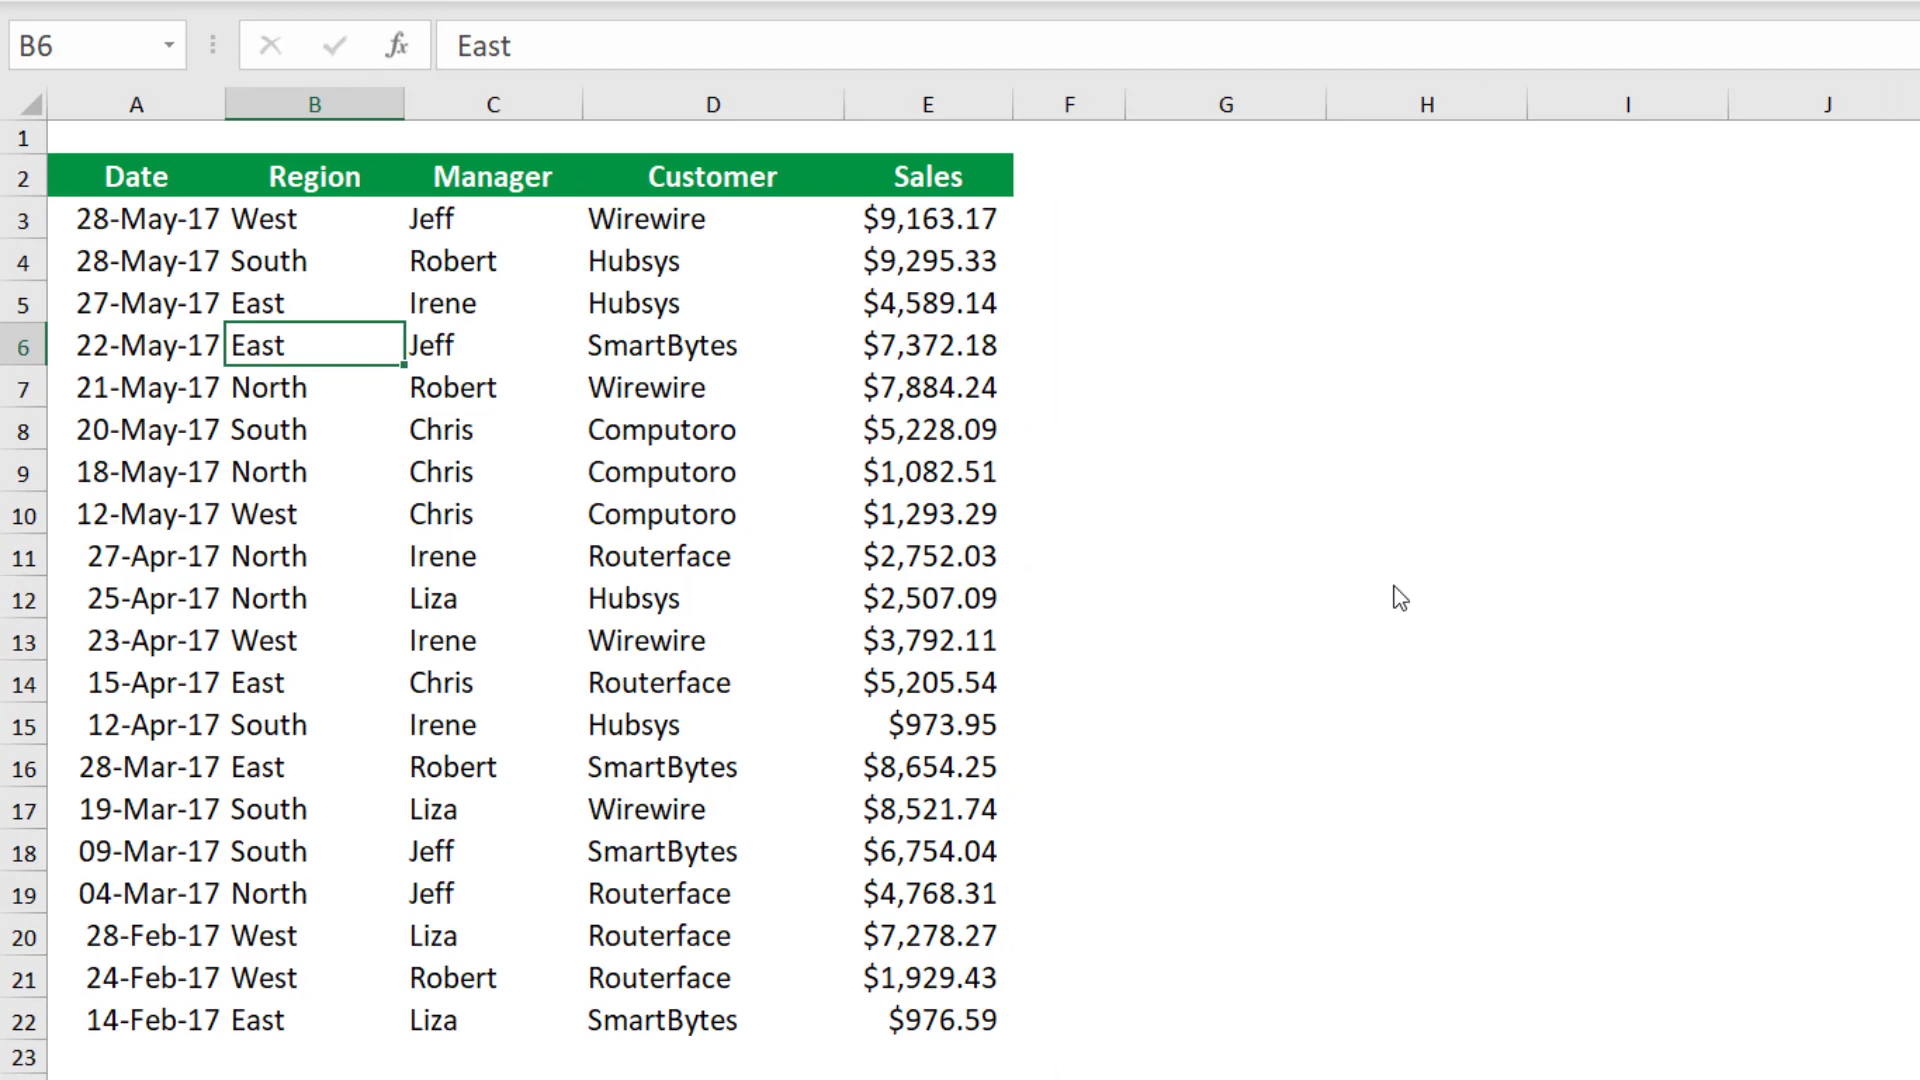 B6 fx East
A B C D E F G H I J
1
2 Date Region Manager Customer Sales
3 28-May-17 West Jeff Wirewire $9,163.17
4 28-May-17 South Robert Hubsys $9,295.33
5 27-May-17 East Irene Hubsys $4,589.14
6 22-May-17 East Jeff SmartBytes $7,372.18
7 21-May-17 North Robert Wirewire $7,884.24
8 20-May-17 South Chris Computoro $5,228.09
9 18-May-17 North Chris Computoro $1,082.51
10 12-May-17 West Chris Computoro $1,293.29
11 27-Apr-17 North Irene Routerface $2,752.03
12 25-Apr-17 North Liza Hubsys $2,507.09
13 23-Apr-17 West Irene Wirewire $3,792.11
14 15-Apr-17 East Chris Routerface $5,205.54
15 12-Apr-17 South Irene Hubsys $973.95
16 28-Mar-17 East Robert SmartBytes $8,654.25
17 19-Mar-17 South Liza Wirewire $8,521.74
18 09-Mar-17 South Jeff SmartBytes $6,754.04
19 04-Mar-17 North Jeff Routerface $4,768.31
20 28-Feb-17 West Liza Routerface $7,278.27
21 24-Feb-17 West Robert Routerface $1,929.43
22 14-Feb-17 East Liza SmartBytes $976.59
23